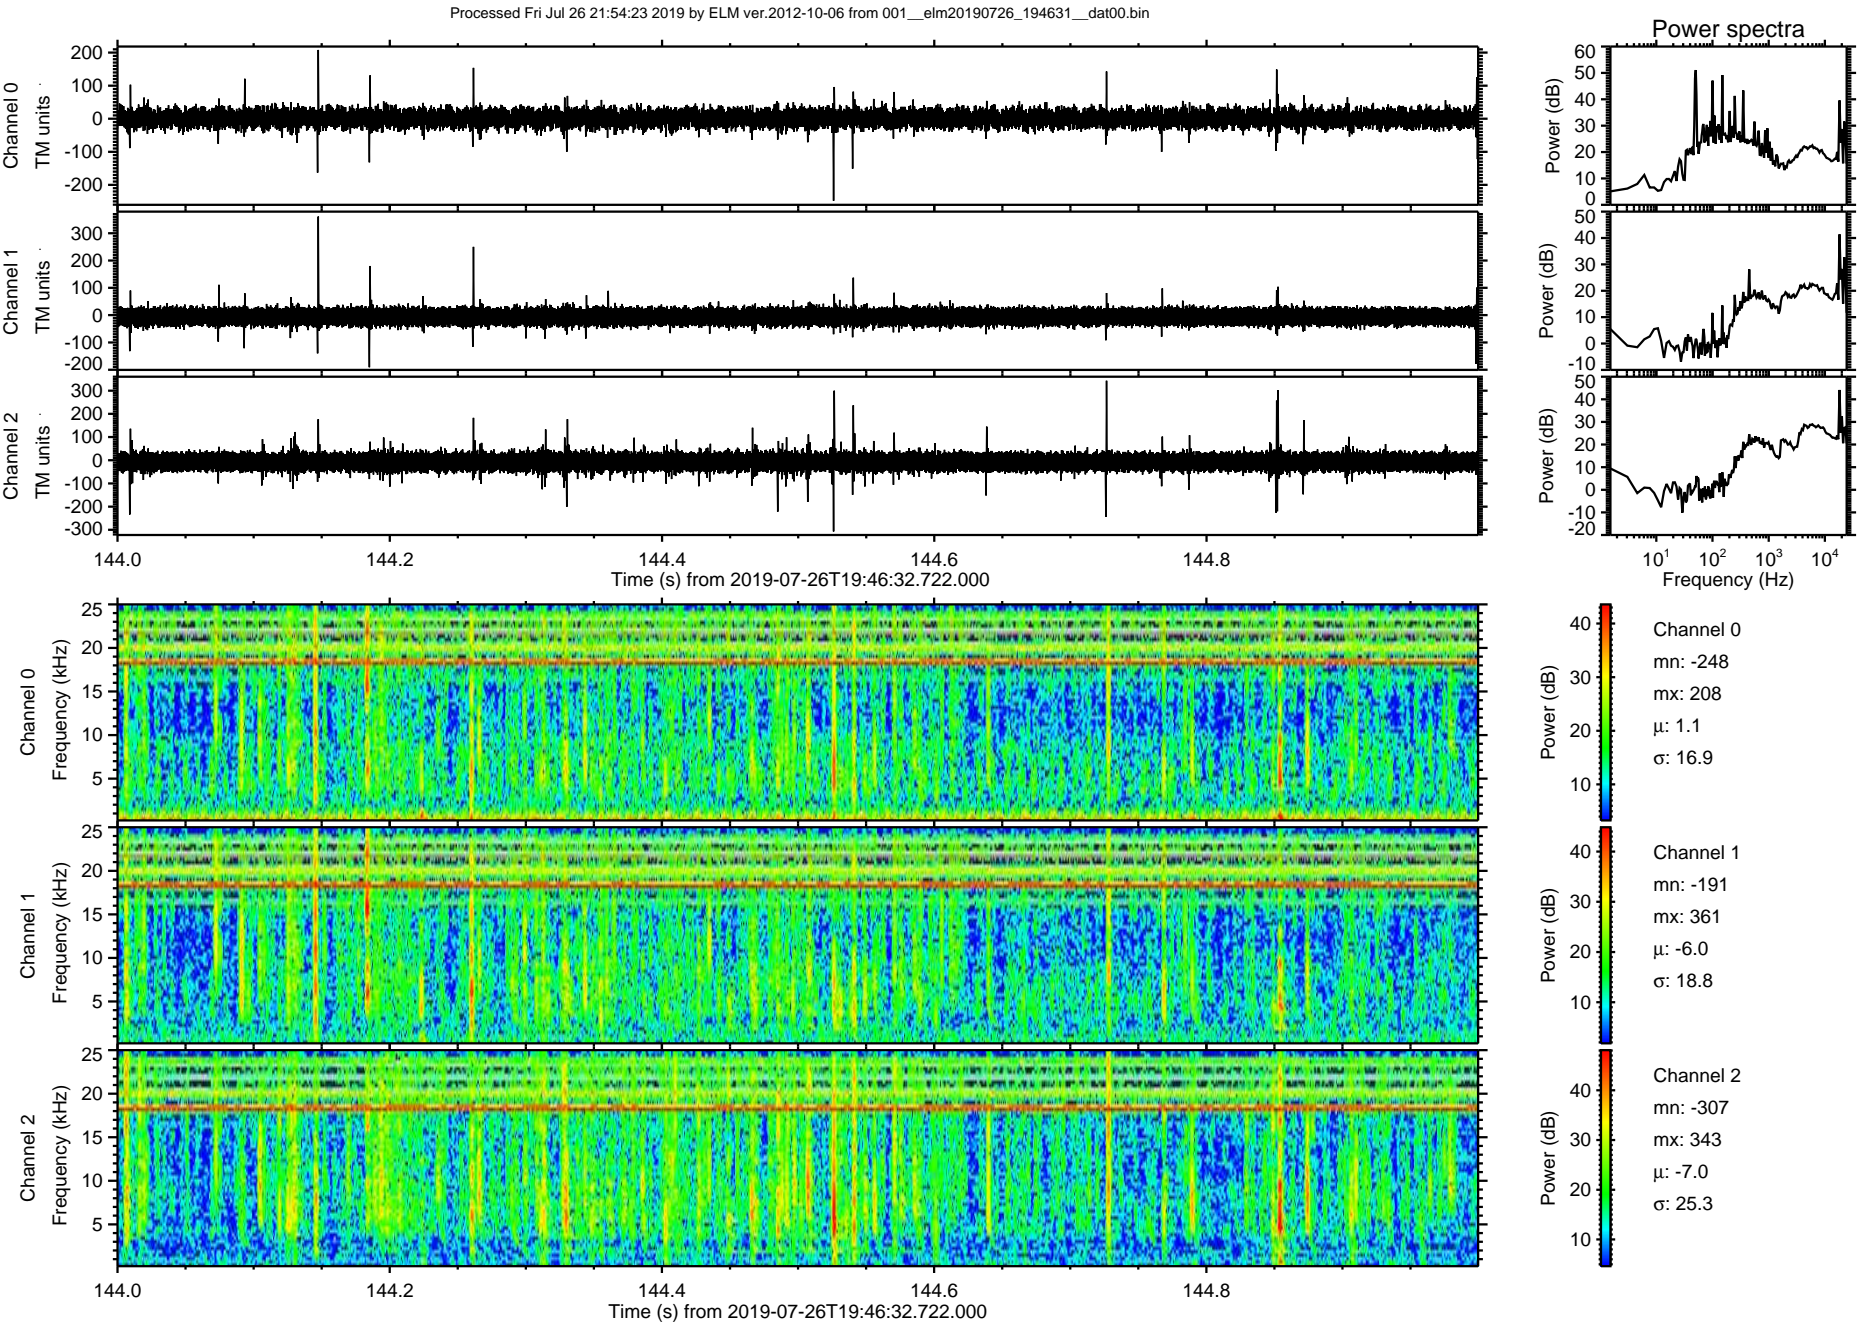 Processed Fri Jul 26 21:54:23 2019 by ELM ver.2012-10-06 from 001__elm20190726_194631__dat00.bin
Power spectra
Channel 0
TM units
200
100
0
-100
-200
Power (dB)
60
50
40
30
20
10
0
Channel 1
TM units
300
200
100
0
-100
-200
Power (dB)
50
40
30
20
10
0
-10
Channel 2
TM units
300
200
100
0
-100
-200
-300
Power (dB)
50
40
30
20
10
0
-10
-20
144.0 144.2 144.4 144.6 144.8
Time (s) from 2019-07-26T19:46:32.722.000
10¹ 10² 10³ 10⁴
Frequency (Hz)
Channel 0
Frequency (kHz)
25
20
15
10
5
Power (dB)
40
30
20
10
Channel 0
mn: -248
mx: 208
μ: 1.1
σ: 16.9
Channel 1
Frequency (kHz)
25
20
15
10
5
Power (dB)
40
30
20
10
Channel 1
mn: -191
mx: 361
μ: -6.0
σ: 18.8
Channel 2
Frequency (kHz)
25
20
15
10
5
Power (dB)
40
30
20
10
Channel 2
mn: -307
mx: 343
μ: -7.0
σ: 25.3
144.0 144.2 144.4 144.6 144.8
Time (s) from 2019-07-26T19:46:32.722.000